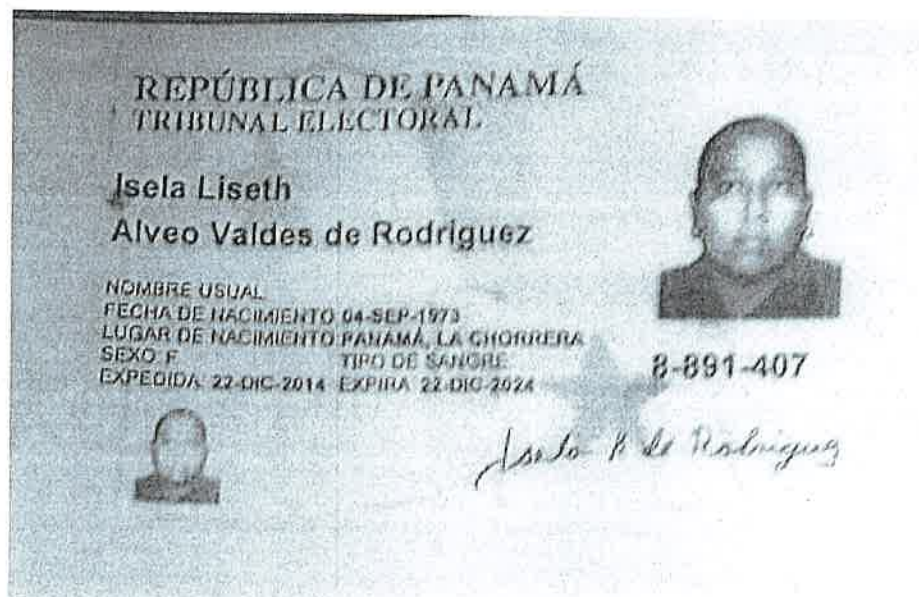 REPÚBLICA DE PANAMÁ
TRIBUNAL ELECTORAL
Isela Liseth
Alveo Valdes de Rodriguez
NOMBRE USUAL
FECHA DE NACIMIENTO 04-SEP-1973
LUGAR DE NACIMIENTO PANAMÁ, LA CHORRERA
SEXO F TIPO DE SANGRE
EXPEDIDA 22-DIC-2014 EXPIRA 22-DIC-2024
8-891-407
de Rodriguez